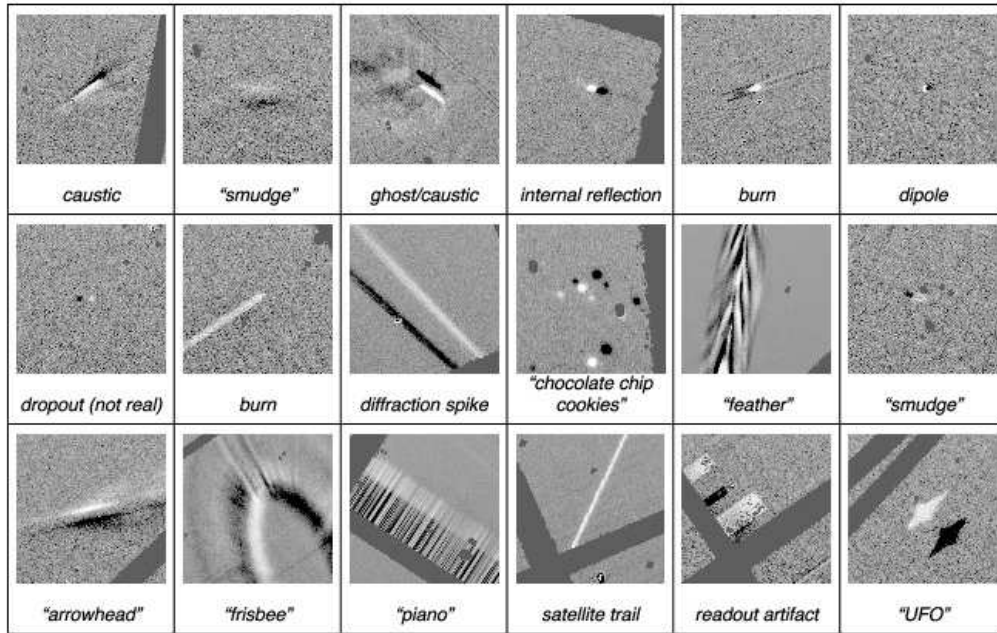 caustic
“smudge”
ghost/caustic
internal reflection
burn
dipole
dropout (not real)
burn
diffraction spike
“chocolate chip
cookies”
“feather”
“smudge”
“arrowhead”
“frisbee”
“piano”
satellite trail
readout artifact
“UFO”